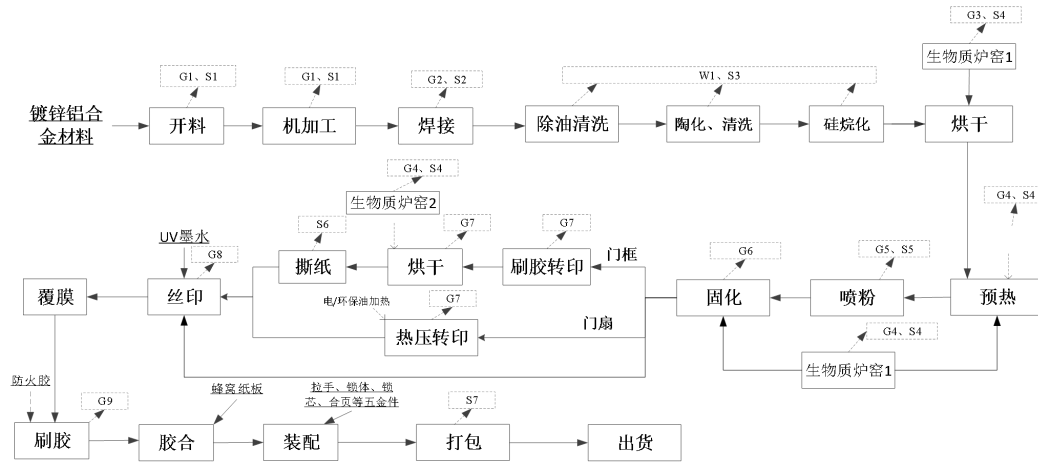 G3、S4
生物质炉窑1
G1、S1
G1、S1
G2、S2
W1、S3
镀锌铝合
金材料
开料
机加工
焊接
除油清洗
陶化、清洗
硅烷化
烘干
G4、S4
生物质炉窑2
G4、S4
UV墨水
G8
S6
G7
G7
门框
G6
G5、S5
撕纸
烘干
刷胶转印
覆膜
丝印
固化
喷粉
预热
电/环保油加热
G7
热压转印
门扇
G4、S4
生物质炉窑1
防火胶
G9
蜂窝纸板
拉手、锁体、锁
芯、合页等五金件
S7
刷胶
胶合
装配
打包
出货